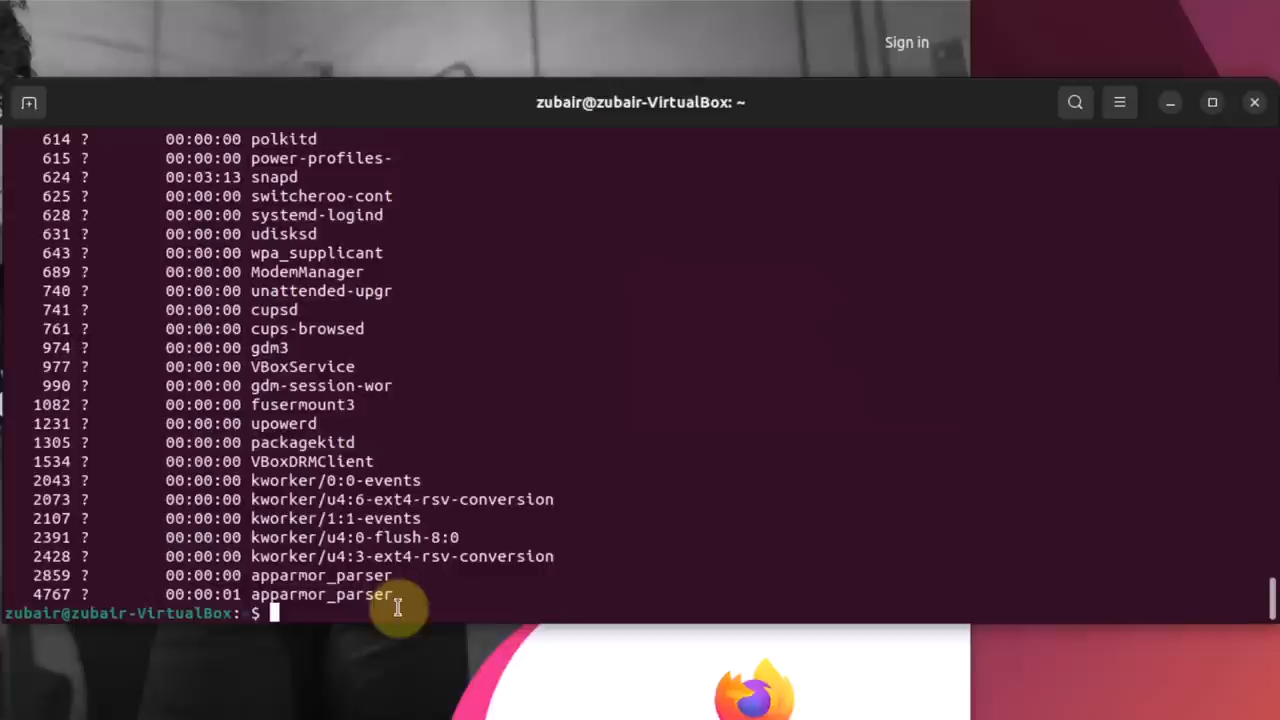 Sign in
zubair@zubair-VirtualBox: ~
614 ? 00:00:00 polkitd
615 ? 00:00:00 power-profiles-
624 ? 00:03:13 snapd
625 ? 00:00:00 switcheroo-cont
628 ? 00:00:00 systemd-logind
631 ? 00:00:00 udisksd
643 ? 00:00:00 wpa_supplicant
689 ? 00:00:00 ModemManager
740 ? 00:00:00 unattended-upgr
741 ? 00:00:00 cupsd
761 ? 00:00:00 cups-browsed
974 ? 00:00:00 gdm3
977 ? 00:00:00 VBoxService
990 ? 00:00:00 gdm-session-wor
1082 ? 00:00:00 fusermount3
1231 ? 00:00:00 upowerd
1305 ? 00:00:00 packagekitd
1534 ? 00:00:00 VBoxDRMClient
2043 ? 00:00:00 kworker/0:0-events
2073 ? 00:00:00 kworker/u4:6-ext4-rsv-conversion
2107 ? 00:00:00 kworker/1:1-events
2391 ? 00:00:00 kworker/u4:0-flush-8:0
2428 ? 00:00:00 kworker/u4:3-ext4-rsv-conversion
2859 ? 00:00:00 apparmor_parser
4767 ? 00:00:01 apparmor_parser
zubair@zubair-VirtualBox: $